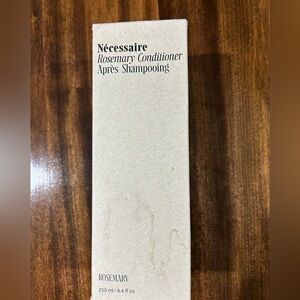 Nécessaire
Rosemary Conditioner
Après Shampooing
ROSEMARY
250 ml / 8.4 fl oz